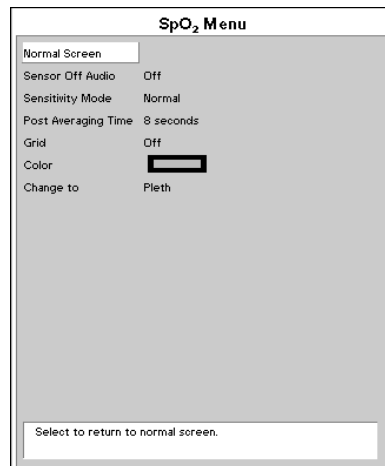 SpO₂ Menu
Normal Screen
Sensor Off Audio Off
Sensitivity Mode Normal
Post Averaging Time 8 seconds
Grid Off
Color
Change to Pleth
Select to return to normal screen.